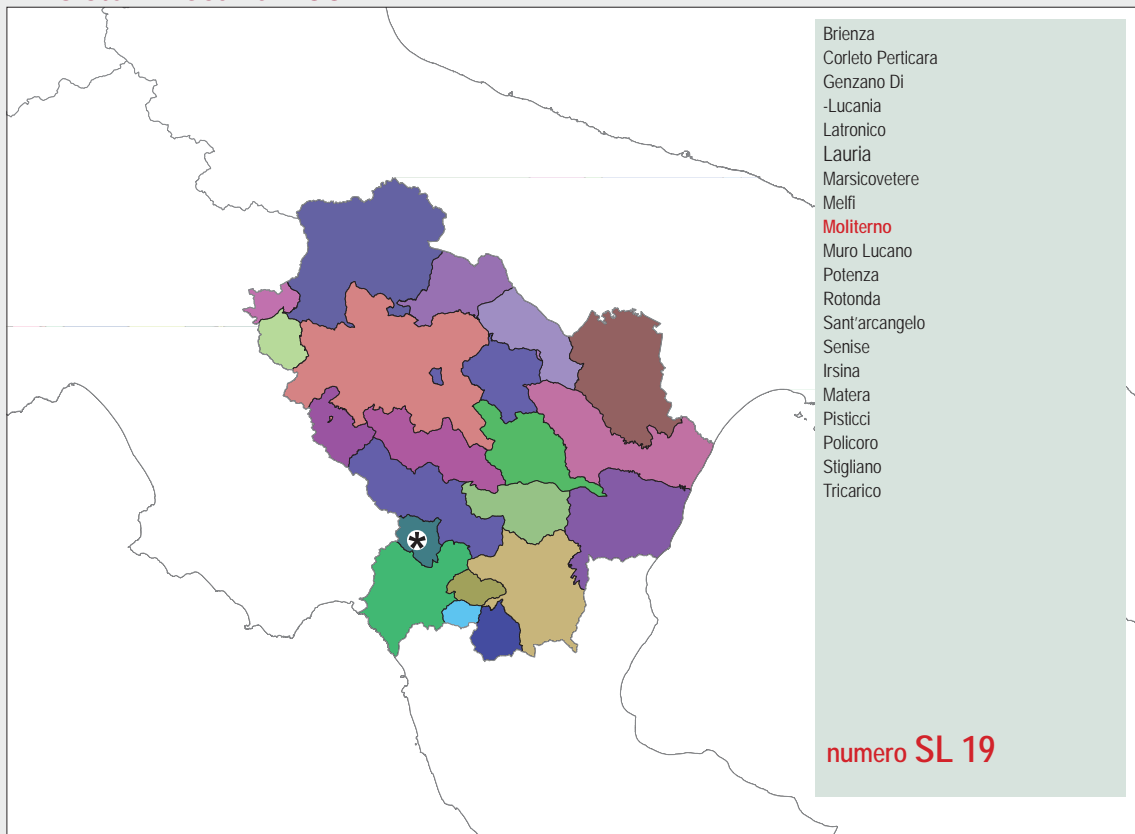 Brienza
Corleto Perticara
Genzano Di
-Lucania
Latronico
Lauria
Marsicovetere
Melfi
Moliterno
Muro Lucano
Potenza
Rotonda
Sant'arcangelo
Senise
Irsina
Matera
Pisticci
Policoro
Stigliano
Tricarico
numero SL 19